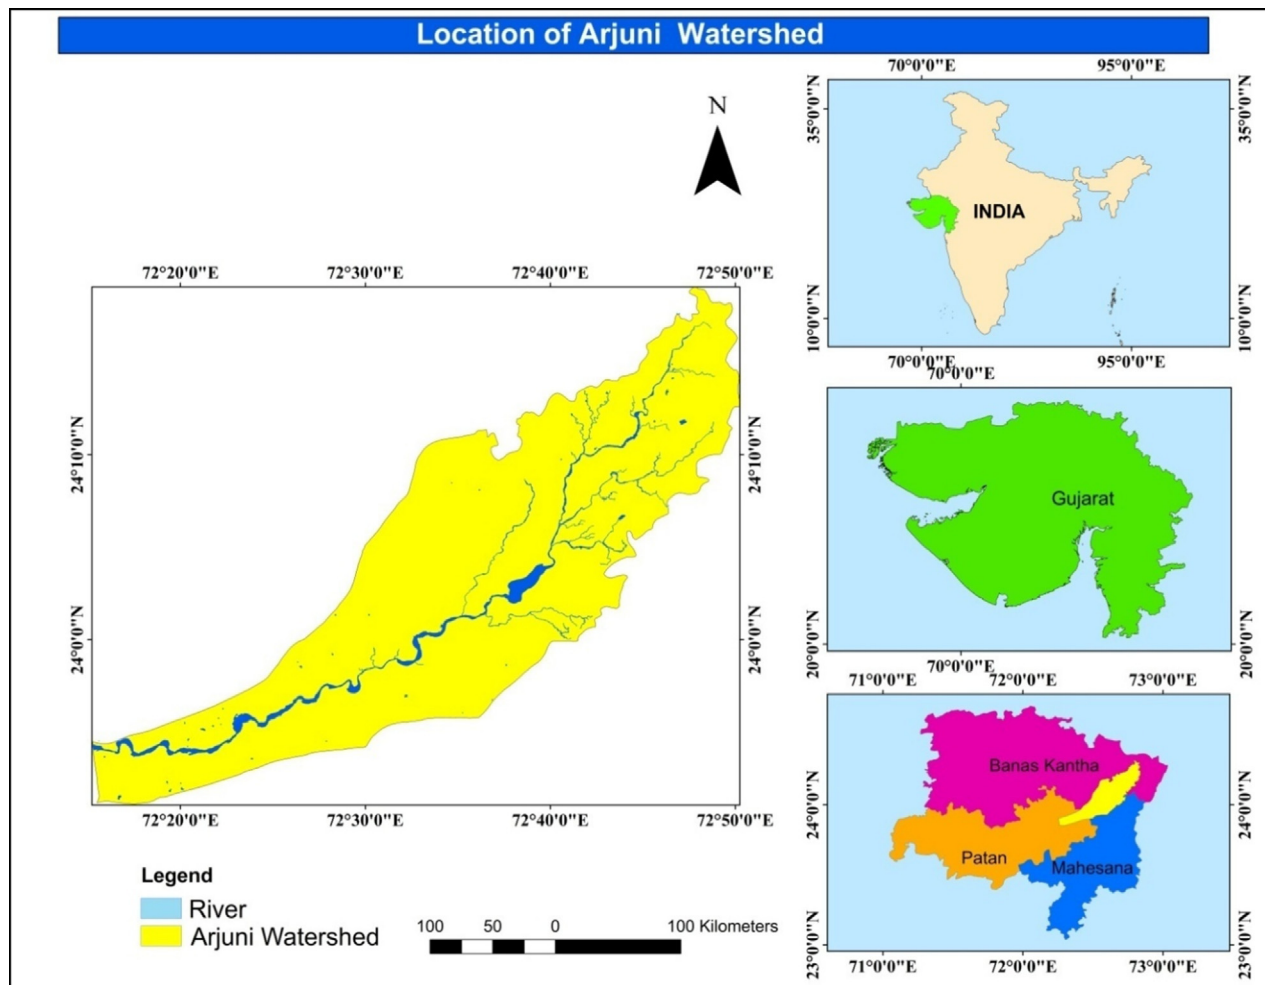 Location of Arjuni  Watershed
N
72°20'0"E 72°30'0"E 72°40'0"E 72°50'0"E
24°10'0"N 24°10'0"N
24°0'0"N 24°0'0"N
72°20'0"E 72°30'0"E 72°40'0"E 72°50'0"E
Legend
River
Arjuni Watershed
100 50 0 100 Kilometers
70°0'0"E 95°0'0"E
35°0'0"N 35°0'0"N
INDIA
10°0'0"N 10°0'0"N
70°0'0"E 95°0'0"E
70°0'0"E
Gujarat
20°0'0"N 20°0'0"N
70°0'0"E
71°0'0"E 72°0'0"E 73°0'0"E
Banas Kantha
24°0'0"N 24°0'0"N
Patan
Mahesana
23°0'0"N 23°0'0"N
71°0'0"E 72°0'0"E 73°0'0"E